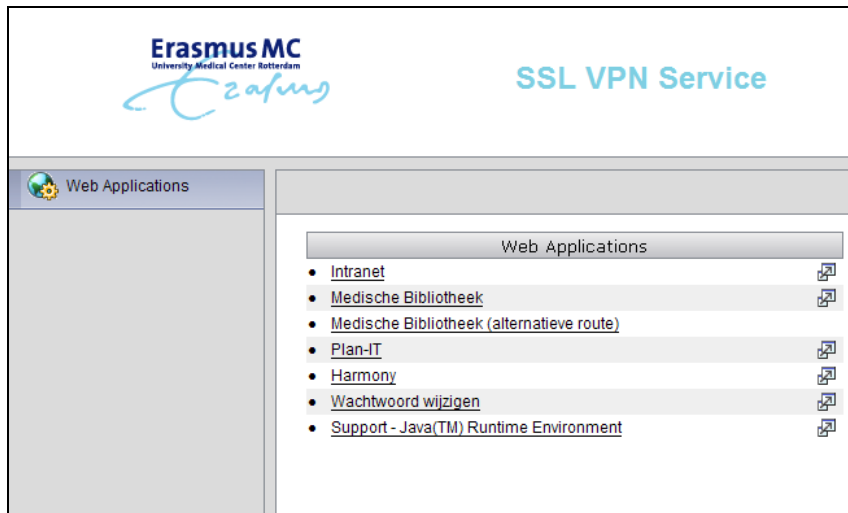 Erasmus MC
University Medical Center Rotterdam
Erasmus
SSL VPN Service
Web Applications
Web Applications
Intranet
Medische Bibliotheek
Medische Bibliotheek (alternatieve route)
Plan-IT
Harmony
Wachtwoord wijzigen
Support - Java(TM) Runtime Environment